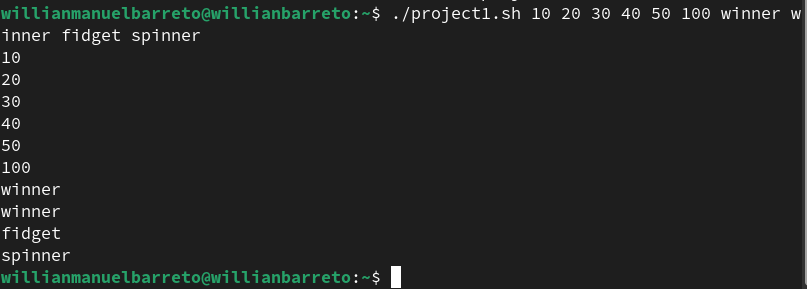 willianmanuelbarreto@willianbarreto:~$ ./project1.sh 10 20 30 40 50 100 winner w
inner fidget spinner
10
20
30
40
50
100
winner
winner
fidget
spinner
willianmanuelbarreto@willianbarreto:~$